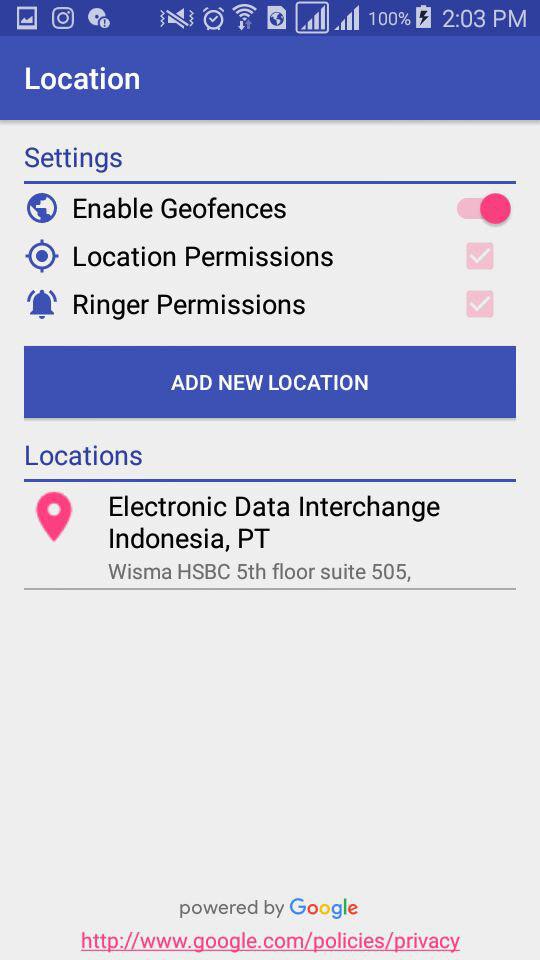 100% 2:03 PM
Location
Settings
Enable Geofences
Location Permissions
Ringer Permissions
ADD NEW LOCATION
Locations
Electronic Data Interchange
Indonesia, PT
Wisma HSBC 5th floor suite 505,
powered by Google
http://www.google.com/policies/privacy